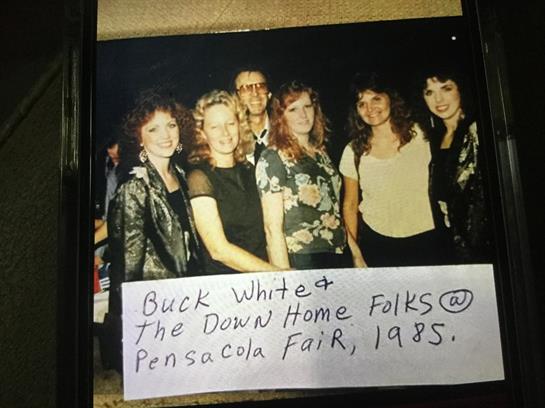 Buck White &
The Down Home Folks @
Pensacola Fair, 1985.